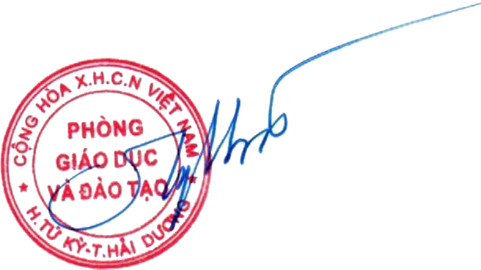 CỘNG HÒA X.H.C.N VIỆT NAM
PHÒNG
GIÁO DỤC
VÀ ĐÀO TẠO
H.TỨ KỲ-T.HẢI DƯƠNG